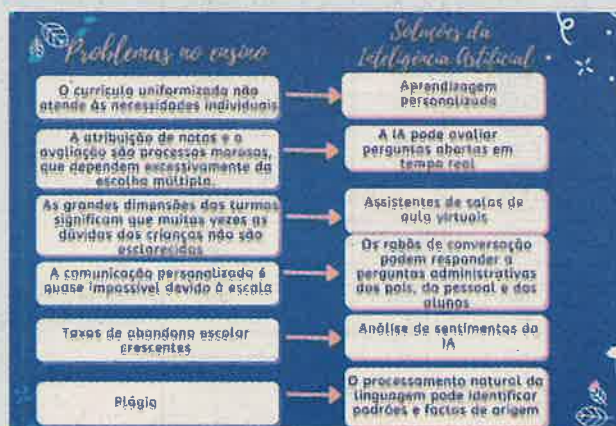 Problemas no ensino
Soluções da
Inteligência Artificial
O currículo uniformizado não
atende às necessidades individuais
Aprendizagem
personalizada
A atribuição de notas e a
avaliação são processos morosos,
que dependem excessivamente da
escolha múltipla.
A IA pode avaliar
perguntas abertas em
tempo real
As grandes dimensões das turmas
significam que muitas vezes as
dúvidas das crianças não são
esclarecidas
Assistentes de salas de
aula virtuais
A comunicação personalizada é
quase impossível devido à escala
Os robôs de conversação
podem responder a
perguntas administrativas
dos pais, do pessoal e dos
alunos
Taxas de abandono escolar
crescentes
Análise de sentimentos da
IA
Plágio
O processamento natural da
linguagem pode identificar
padrões e factos de origem